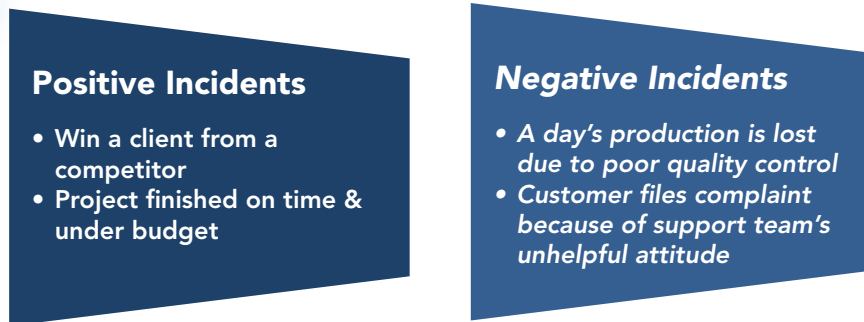 Positive Incidents
• Win a client from a
competitor
• Project finished on time &
under budget
Negative Incidents
• A day’s production is lost
due to poor quality control
• Customer files complaint
because of support team’s
unhelpful attitude